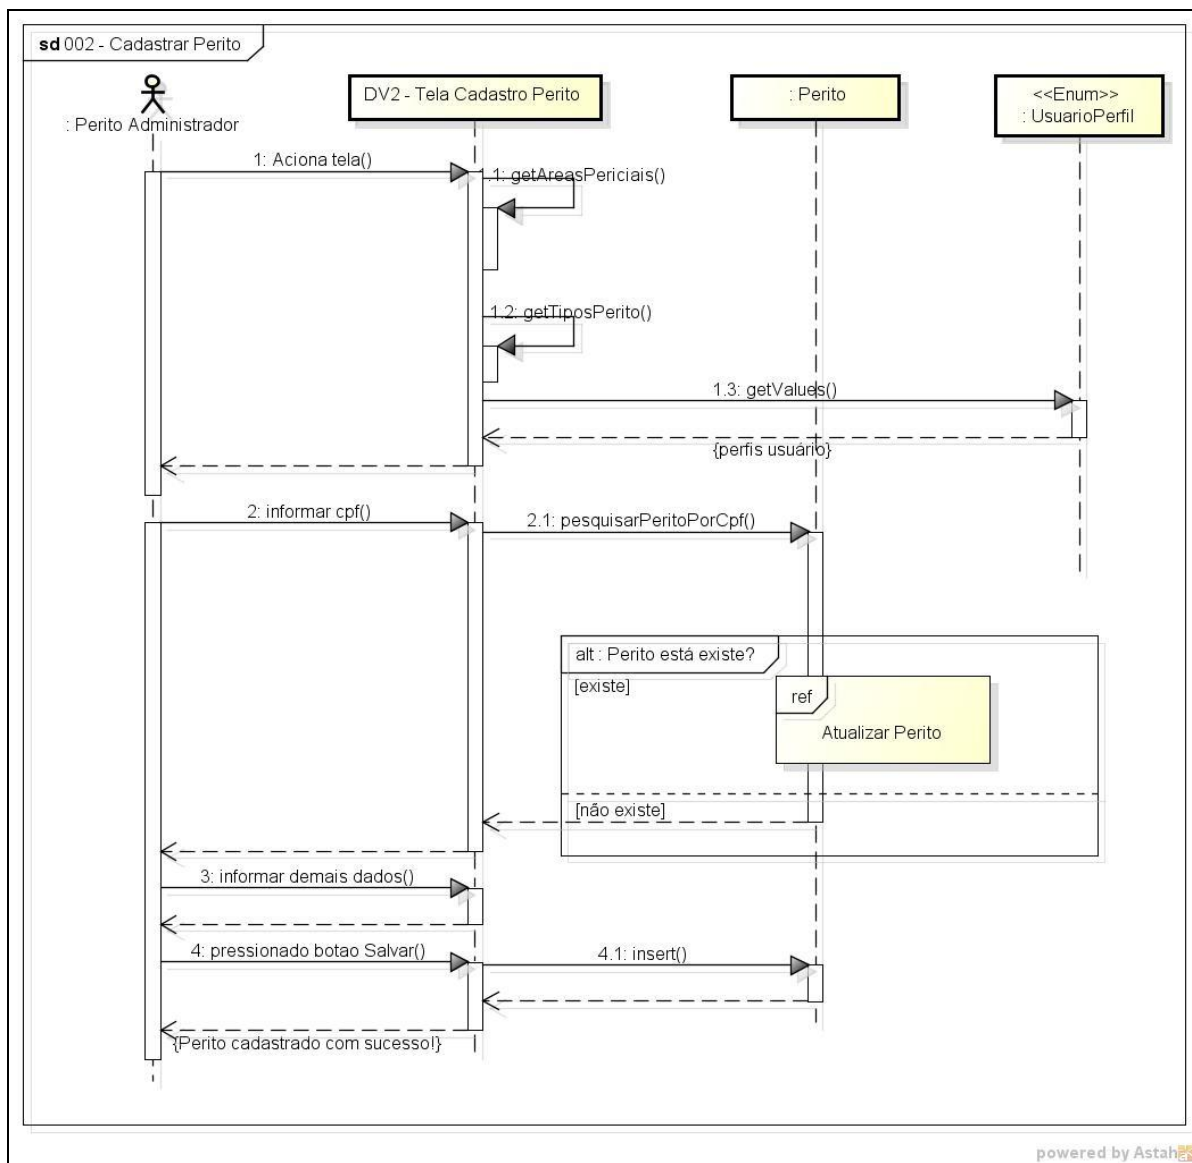 sd 002 - Cadastrar Perito
: Perito Administrador
DV2 - Tela Cadastro Perito
: Perito
<<Enum>>
: UsuarioPerfil
1: Aciona tela()
.1: getAreasPericiais()
1.2: getTiposPerito()
1.3: getValues()
{perfis usuário}
2: informar cpf()
2.1: pesquisarPeritoPorCpf()
alt : Perito está existe?
[existe]
ref
Atualizar Perito
[não existe]
3: informar demais dados()
4: pressionado botao Salvar()
4.1: insert()
{Perito cadastrado com sucesso!}
powered by Astah